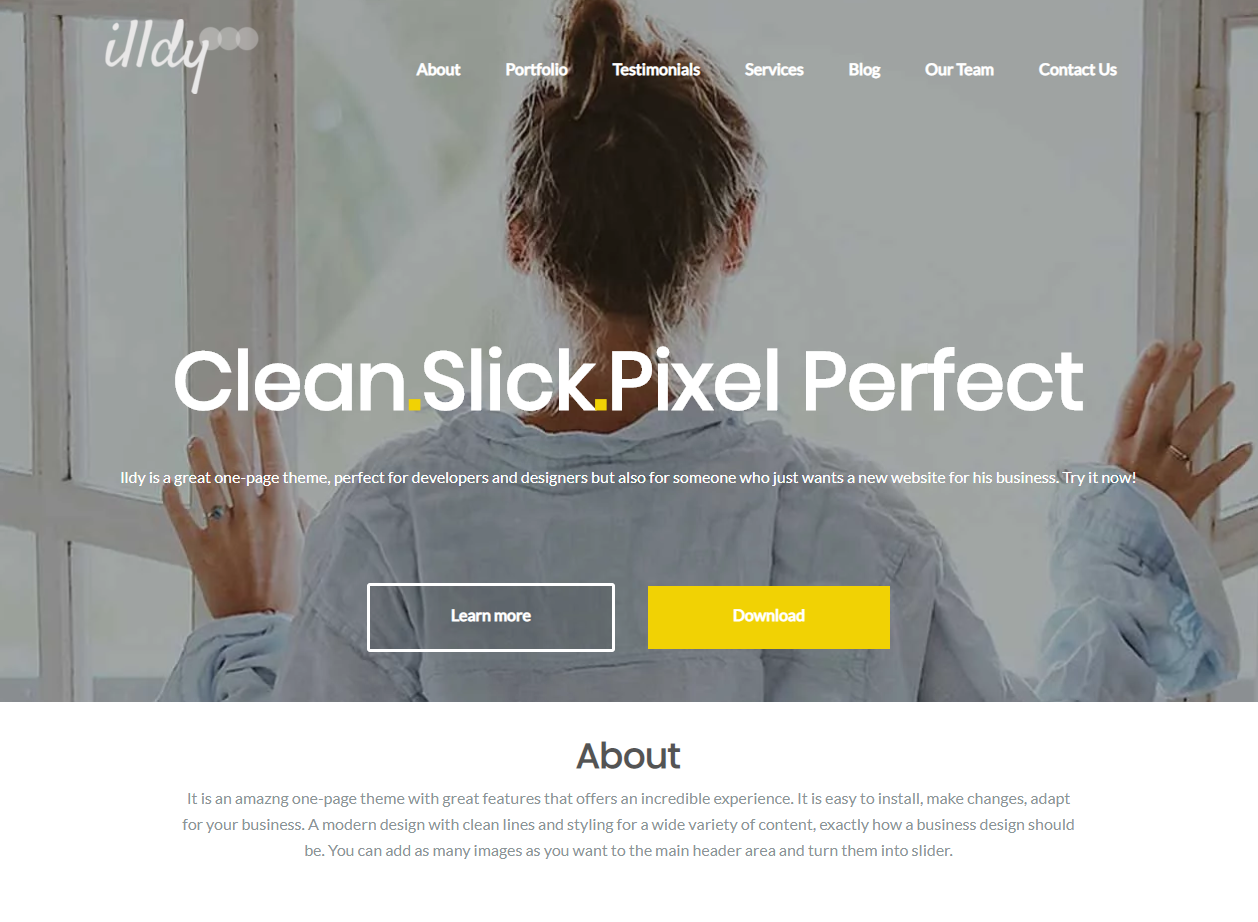 illdy
About Portfolio Testimonials Services Blog Our Team Contact Us
Clean.Slick.Pixel Perfect
lldy is a great one-page theme, perfect for developers and designers but also for someone who just wants a new website for his business. Try it now!
Learn more Download
About
It is an amazng one-page theme with great features that offers an incredible experience. It is easy to install, make changes, adapt
for your business. A modern design with clean lines and styling for a wide variety of content, exactly how a business design should
be. You can add as many images as you want to the main header area and turn them into slider.